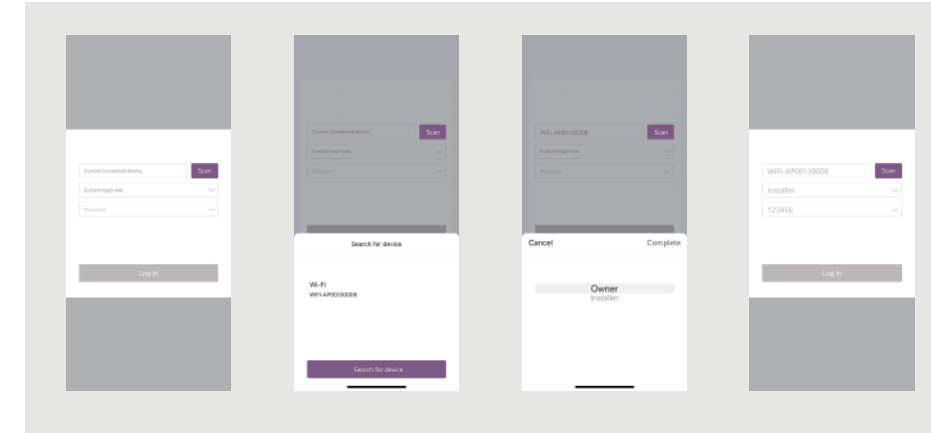 Current connected device
Scan
Current login role
Password
Log In
Current connected device
Scan
Current login role
Password
Search for device
Wi-Fi
WiFi-AP00130008
Search for device
WiFi-AP00130008
Scan
Current login role
Password
Cancel
Complete
Owner
Installer
WiFi-AP00130008
Scan
Installer
123456
Log In